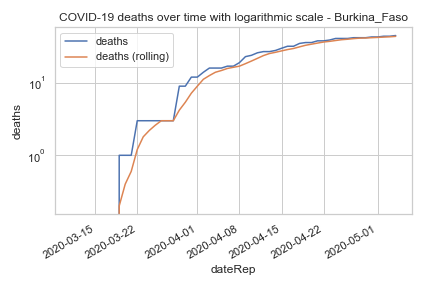 COVID-19 deaths over time with logarithmic scale - Burkina_Faso
deaths
deaths (rolling)
10¹
10⁰
deaths
2020-03-15
2020-03-22
2020-04-01
2020-04-08
2020-04-15
2020-04-22
2020-05-01
dateRep